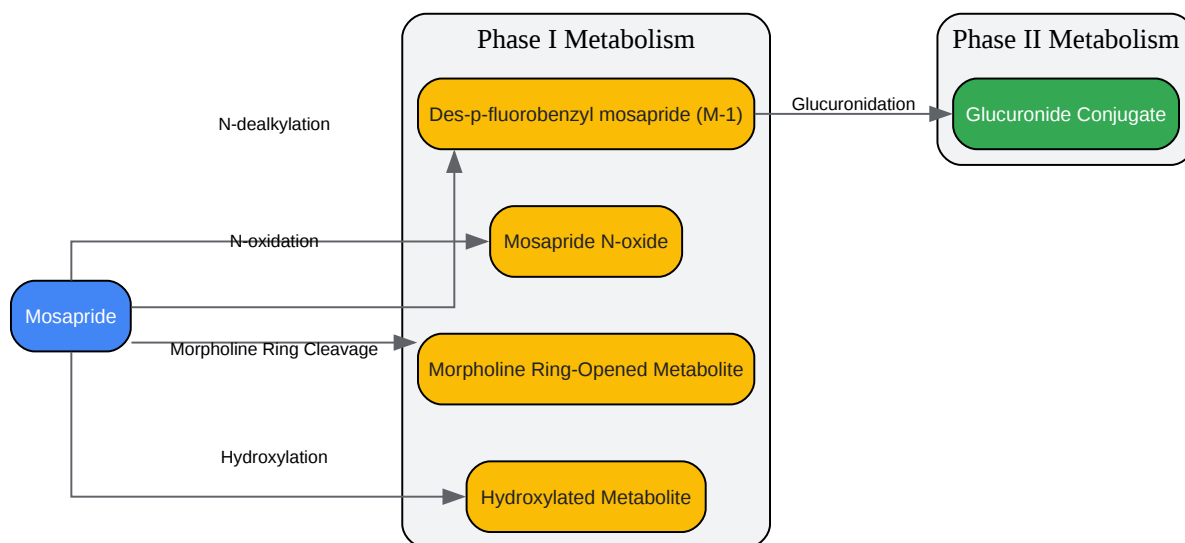 Phase I Metabolism
Phase II Metabolism
Des-p-fluorobenzyl mosapride (M-1)
Glucuronidation
Glucuronide Conjugate
N-dealkylation
N-oxidation
Mosapride N-oxide
Mosapride
Morpholine Ring Cleavage
Morpholine Ring-Opened Metabolite
Hydroxylation
Hydroxylated Metabolite